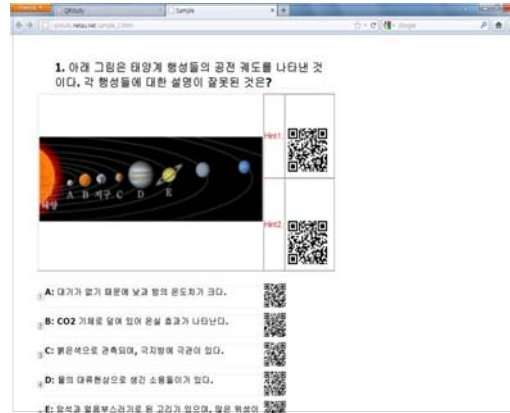 QRstudy
Sample
Google
1. 아래 그림은 태양계 행성들의 공전 궤도를 나타낸 것
이다. 각 행성들에 대한 설명이 잘못된 것은?
Hint1.
A B 지구 C D E
태양
Hint2.
① A: 대기가 없기 때문에 낮과 밤의 온도차가 크다.
② B: CO2 기체로 덮여 있어 온실 효과가 나타난다.
③ C: 붉은색으로 관측되며, 극지방에 극관이 있다.
④ D: 물의 대류현상으로 생긴 소용돌이가 있다.
E: 암석과 얼음부스러기로 된 고리가 있으며, 많은 위성이